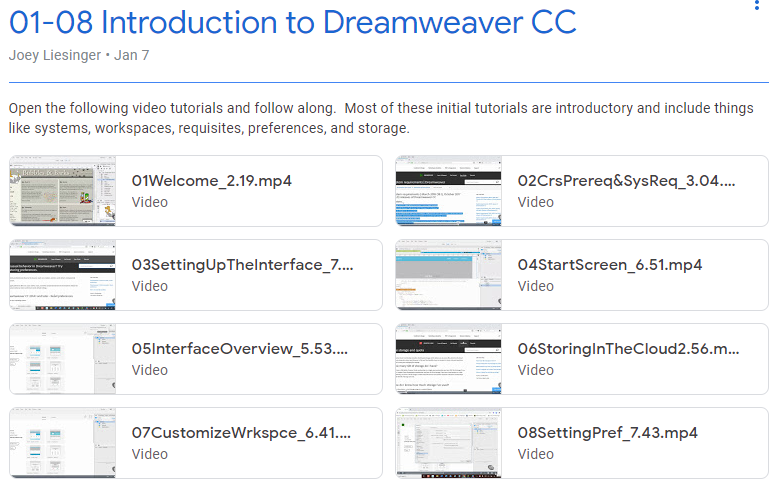 01-08 Introduction to Dreamweaver CC
Joey Liesinger • Jan 7
Open the following video tutorials and follow along.  Most of these initial tutorials are introductory and include things
like systems, workspaces, requisites, preferences, and storage.
01Welcome_2.19.mp4
Video
02CrsPrereq&SysReq_3.04....
Video
03SettingUpTheInterface_7....
Video
04StartScreen_6.51.mp4
Video
05InterfaceOverview_5.53....
Video
06StoringInTheCloud2.56.m...
Video
07CustomizeWrkspce_6.41....
Video
08SettingPref_7.43.mp4
Video